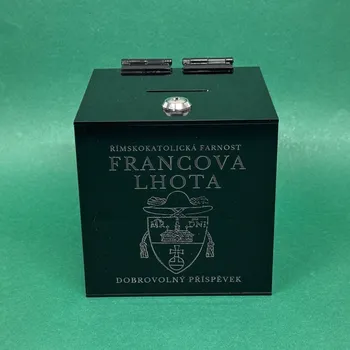 ŘÍMSKOKATOLICKÁ FARNOST
FRANCOVA
LHOTA
DOBROVOLNÝ PŘÍSPĚVEK